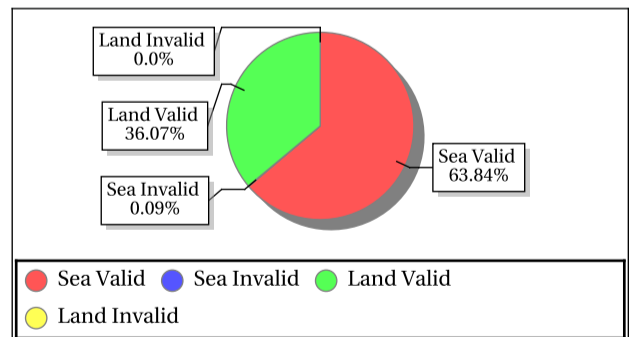 Land Invalid
0.0%
Land Valid
36.07%
Sea Invalid
0.09%
Sea Valid
63.84%
Sea Valid Sea Invalid Land Valid
Land Invalid